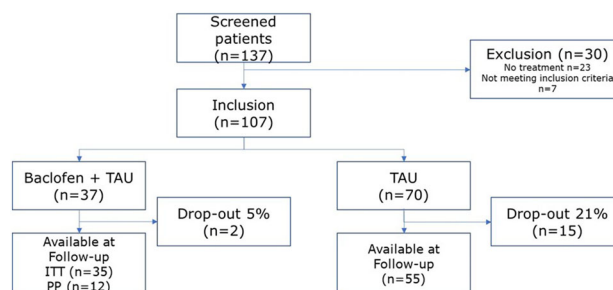 Screened
patients
(n=137)
Exclusion (n=30)
No treatment n=23
Not meeting inclusion criteria
n=7
Inclusion
(n=107)
Baclofen + TAU
(n=37)
TAU
(n=70)
Drop-out 5%
(n=2)
Drop-out 21%
(n=15)
Available at
Follow-up
ITT (n=35)
PP (n=12)
Available at
Follow-up
(n=55)